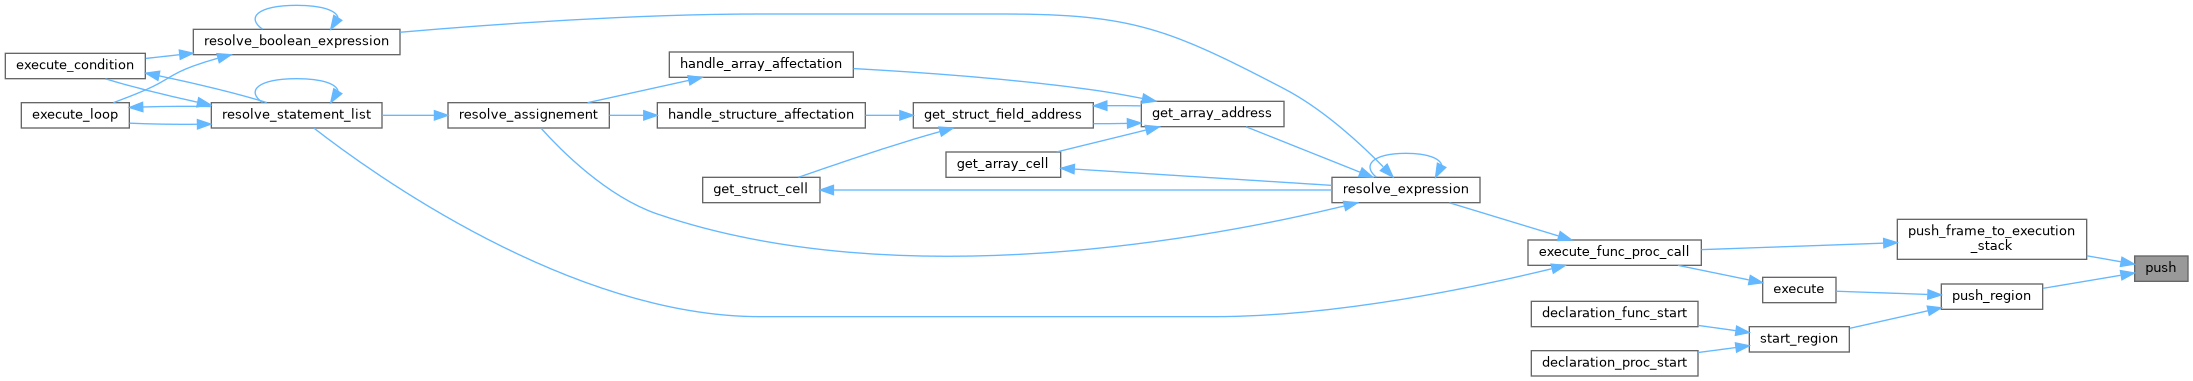 resolve_boolean_expression
execute_condition
handle_array_affectation
execute_loop
resolve_statement_list
resolve_assignement
handle_structure_affectation
get_struct_field_address
get_array_address
get_array_cell
get_struct_cell
resolve_expression
execute_func_proc_call
push_frame_to_execution
_stack
push
execute
push_region
declaration_func_start
start_region
declaration_proc_start